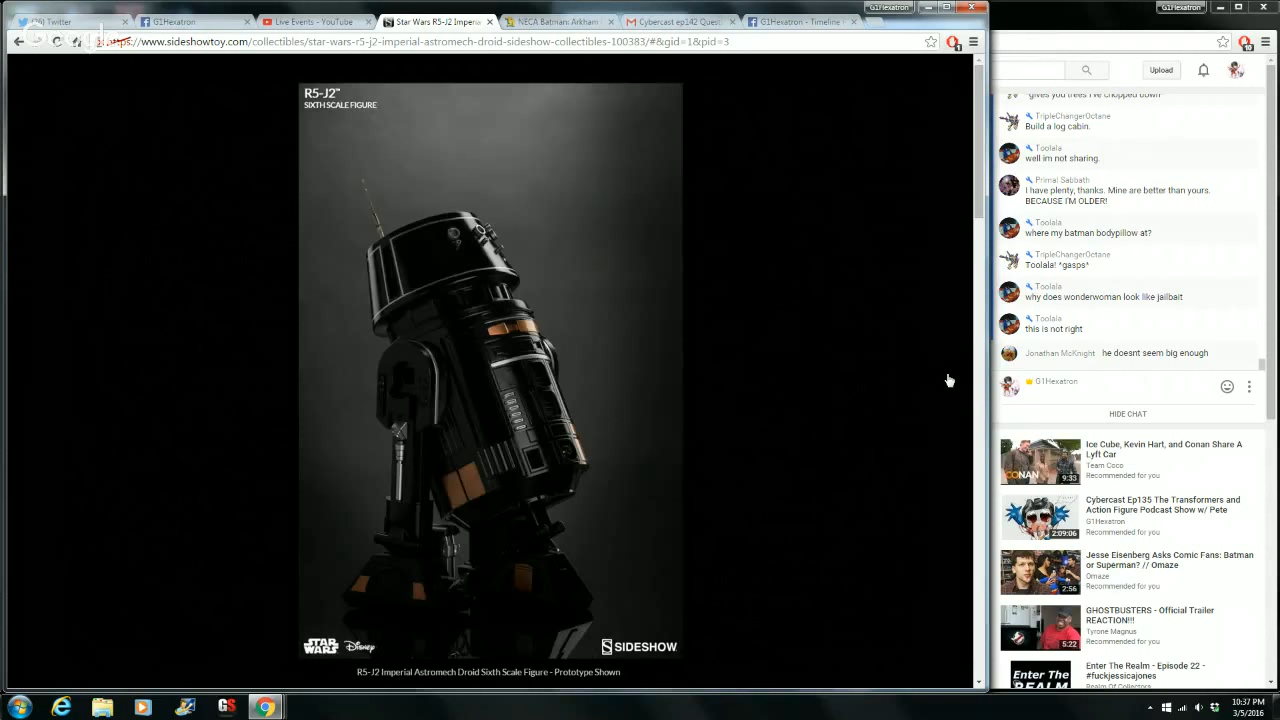 (26) Twitter
G1Hexatron
Live Events - YouTube
Star Wars R5-J2 Imperia
NECA Batman: Arkham
Cybercast ep142 Quest
G1Hexatron - Timeline
G1Hexatron
G1Hexatron
https://www.sideshowtoy.com/collectibles/star-wars-r5-j2-imperial-astromech-droid-sideshow-collectibles-100383/#&gid=1&pid=3
1
10
Upload
R5-J2™
SIXTH SCALE FIGURE
STAR WARS
Disney
SIDESHOW
R5-J2 Imperial Astromech Droid Sixth Scale Figure - Prototype Shown
*gives you trees I've chopped down*
TripleChangerOctane
Build a log cabin.
Toolala
well im not sharing.
Primal Sabbath
I have plenty, thanks. Mine are better than yours.
BECAUSE I'M OLDER!
Toolala
where my batman bodypillow at?
TripleChangerOctane
Toolala! *gasps*
Toolala
why does wonderwoman look like jailbait
Toolala
this is not right
Jonathan McKnight he doesnt seem big enough
G1Hexatron
HIDE CHAT
CONAN
9:33
Ice Cube, Kevin Hart, and Conan Share A
Lyft Car
Team Coco
Recommended for you
2:09:06
Cybercast Ep135 The Transformers and
Action Figure Podcast Show w/ Pete
G1Hexatron
Recommended for you
2:56
Jesse Eisenberg Asks Comic Fans: Batman
or Superman? // Omaze
Omaze
Recommended for you
5:22
GHOSTBUSTERS - Official Trailer
REACTION!!!
Tyrone Magnus
Recommended for you
Enter The
REALM
Enter The Realm - Episode 22 -
#fuckjessicajones
Realm Of Collectors
GS
10:37 PM
3/5/2016